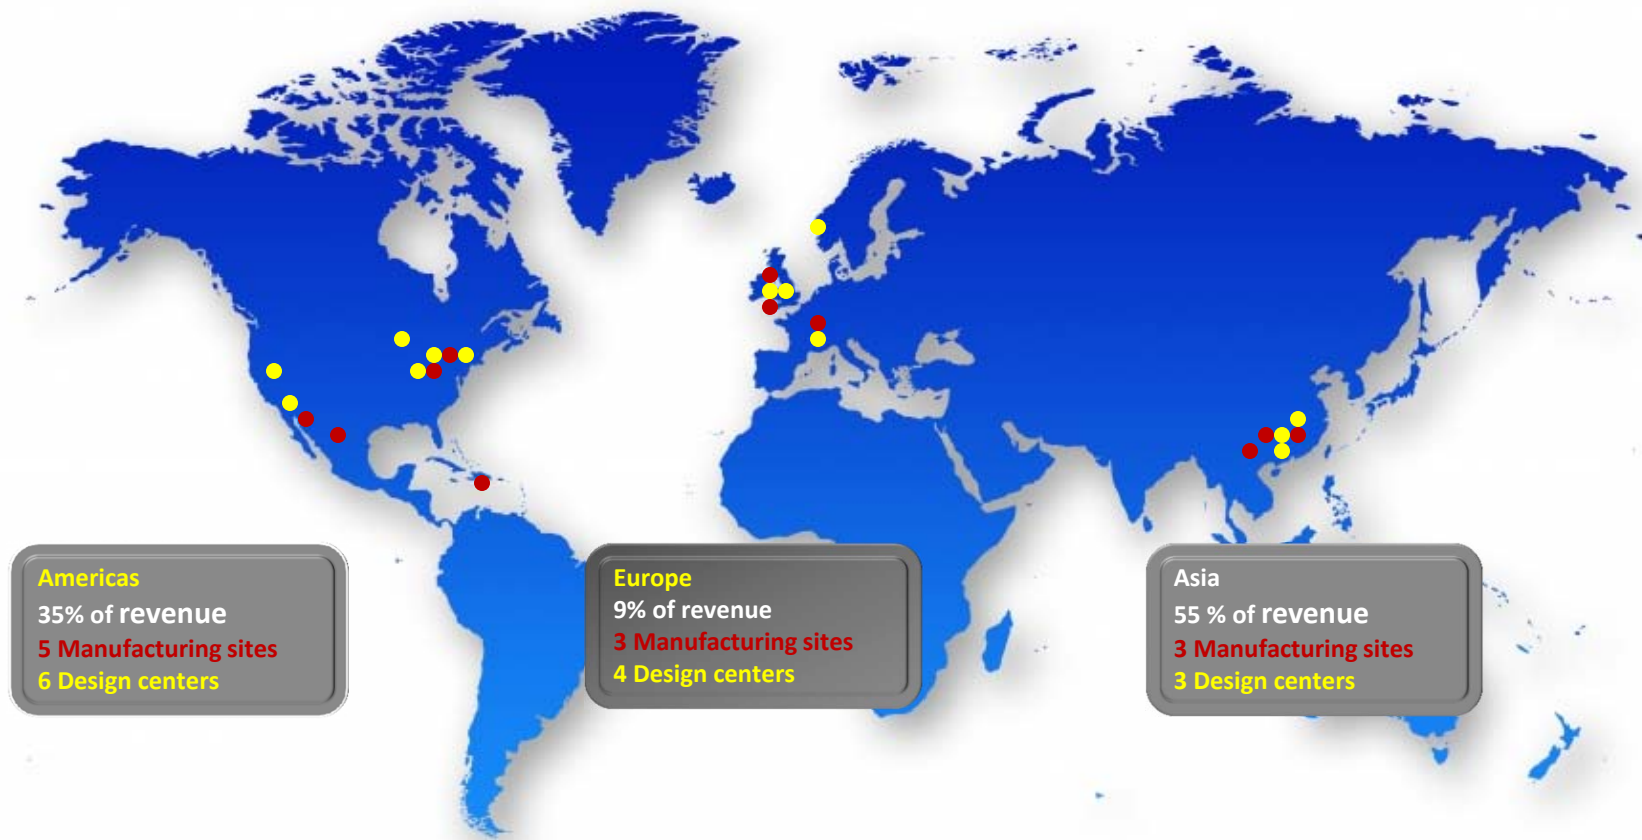 Americas
35% of revenue
5 Manufacturing sites
6 Design centers
Europe
9% of revenue
3 Manufacturing sites
4 Design centers
Asia
55 % of revenue
3 Manufacturing sites
3 Design centers